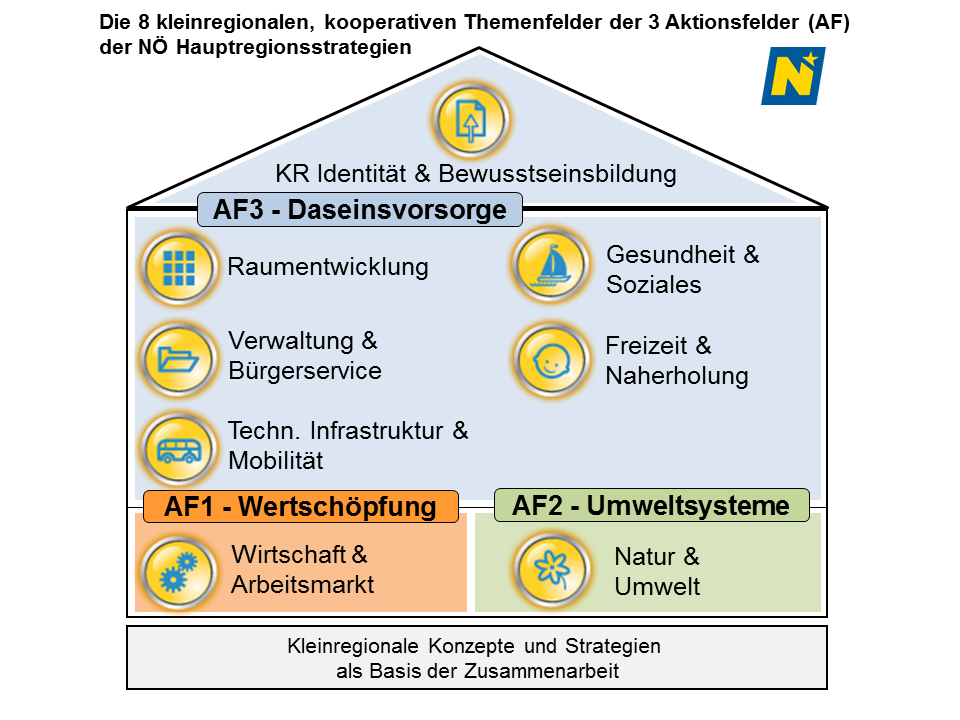 Die 8 kleinregionalen, kooperativen Themenfelder der 3 Aktionsfelder (AF)
der NÖ Hauptregionsstrategien
N
KR Identität & Bewusstseinsbildung
AF3 - Daseinsvorsorge
Raumentwicklung
Gesundheit &
Soziales
Verwaltung &
Bürgerservice
Freizeit &
Naherholung
Techn. Infrastruktur &
Mobilität
AF1 - Wertschöpfung
AF2 - Umweltsysteme
Wirtschaft &
Arbeitsmarkt
Natur &
Umwelt
Kleinregionale Konzepte und Strategien
als Basis der Zusammenarbeit